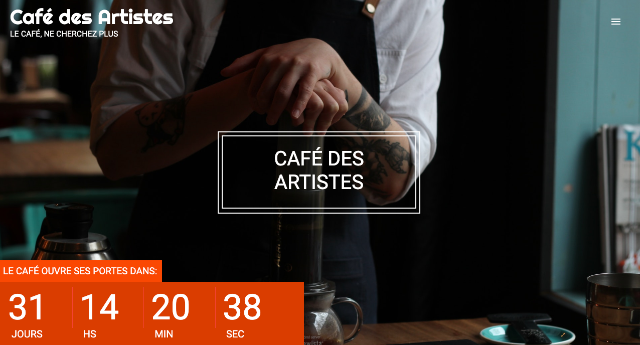 Café des Artistes
LE CAFÉ, NE CHERCHEZ PLUS
CAFÉ DES
ARTISTES
LE CAFÉ OUVRE SES PORTES DANS:
31 14 20 38
JOURS HS MIN SEC